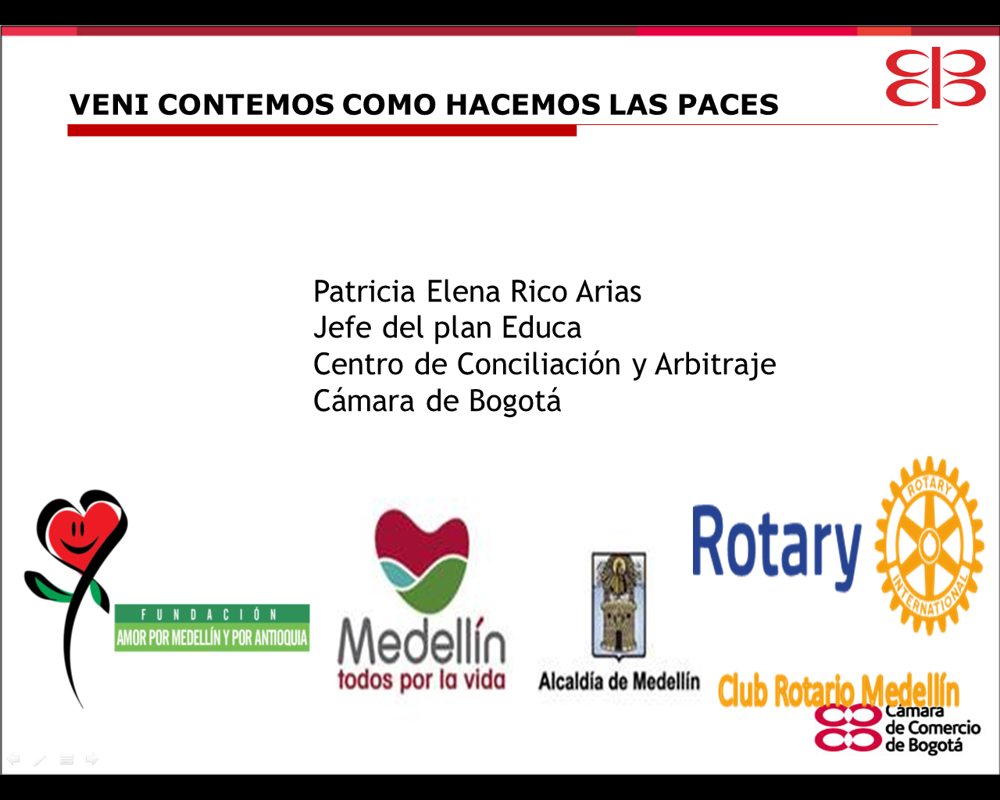 VENI CONTEMOS COMO HACEMOS LAS PACES
Patricia Elena Rico Arias
Jefe del plan Educa
Centro de Conciliación y Arbitraje
Cámara de Bogotá
FUNDACIÓN
AMOR POR MEDELLÍN Y POR ANTIOQUIA
Medellín
todos por la vida
Alcaldía de Medellín
Rotary
ROTARY
INTERNATIONAL
Club Rotario Medellín
Cámara
de Comercio
de Bogotá